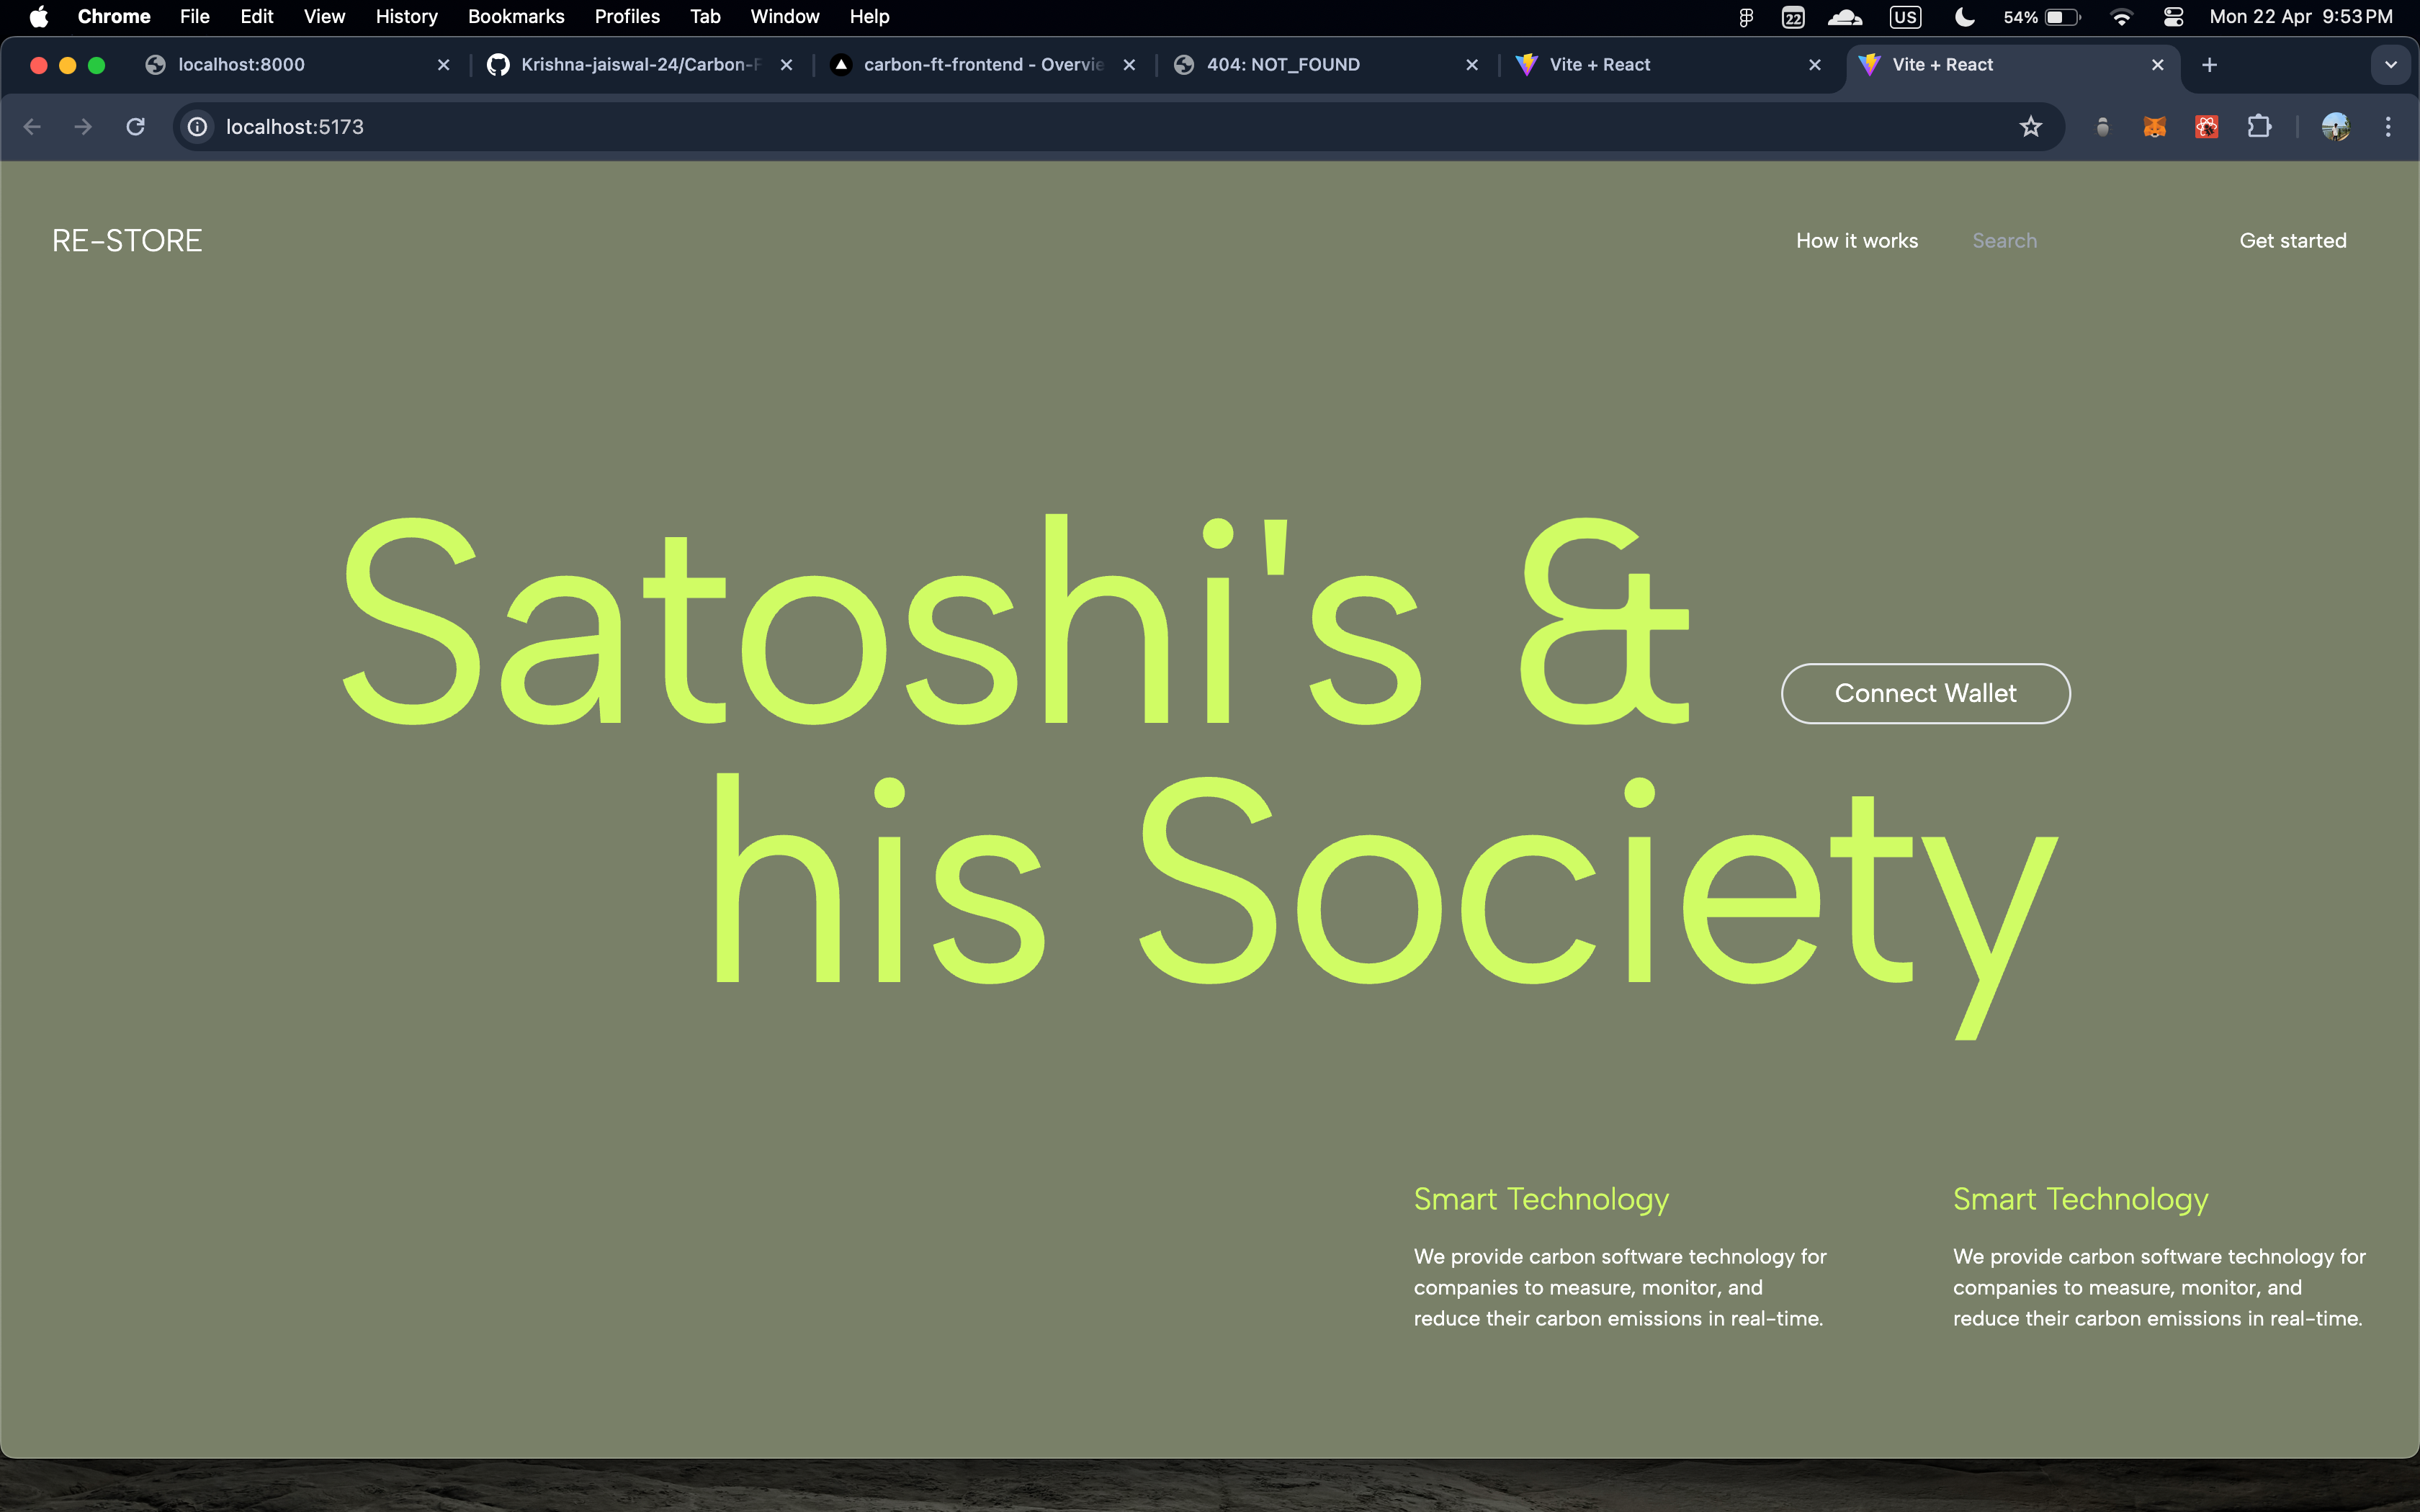 Chrome File Edit View History Bookmarks Profiles Tab Window Help 22 US 54% Mon 22 Apr 9:53 PM
localhost:8000 Krishna-jaiswal-24/Carbon-F carbon-ft-frontend - Overvie 404: NOT_FOUND Vite + React Vite + React
localhost:5173
RE-STORE How it works Search Get started
Satoshi's &
Connect Wallet
his Society
Smart Technology
We provide carbon software technology for
companies to measure, monitor, and
reduce their carbon emissions in real-time.
Smart Technology
We provide carbon software technology for
companies to measure, monitor, and
reduce their carbon emissions in real-time.